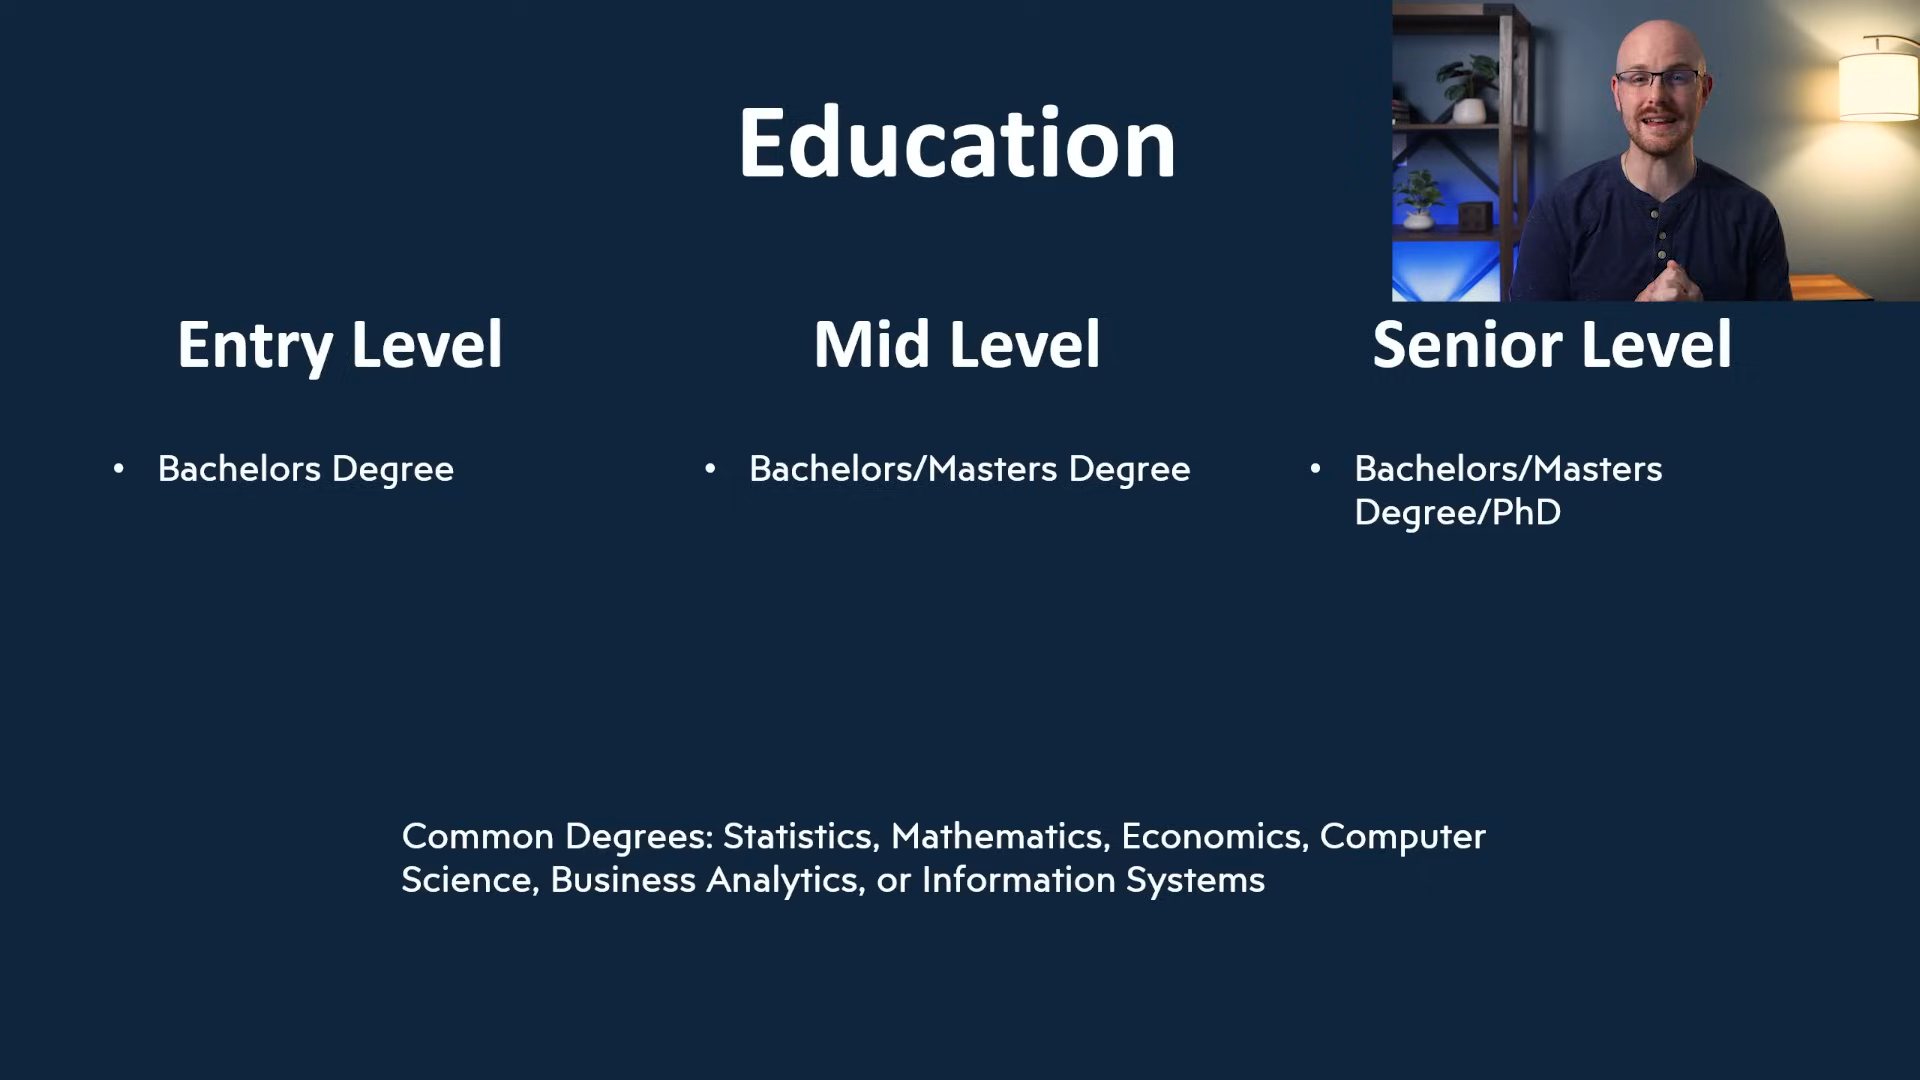 Education
Entry Level
Mid Level
Senior Level
• Bachelors Degree
• Bachelors/Masters Degree
• Bachelors/Masters
Degree/PhD
Common Degrees: Statistics, Mathematics, Economics, Computer
Science, Business Analytics, or Information Systems